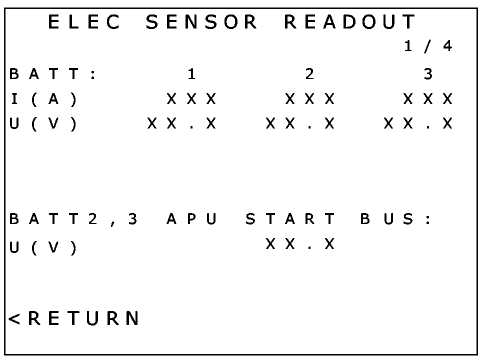 ELEC SENSOR READOUT
1/4
BATT: 1 2 3
I(A) XXX XXX XXX
U(V) XX.X XX.X XX.X
BATT2,3 APU START BUS:
U(V) XX.X
<RETURN